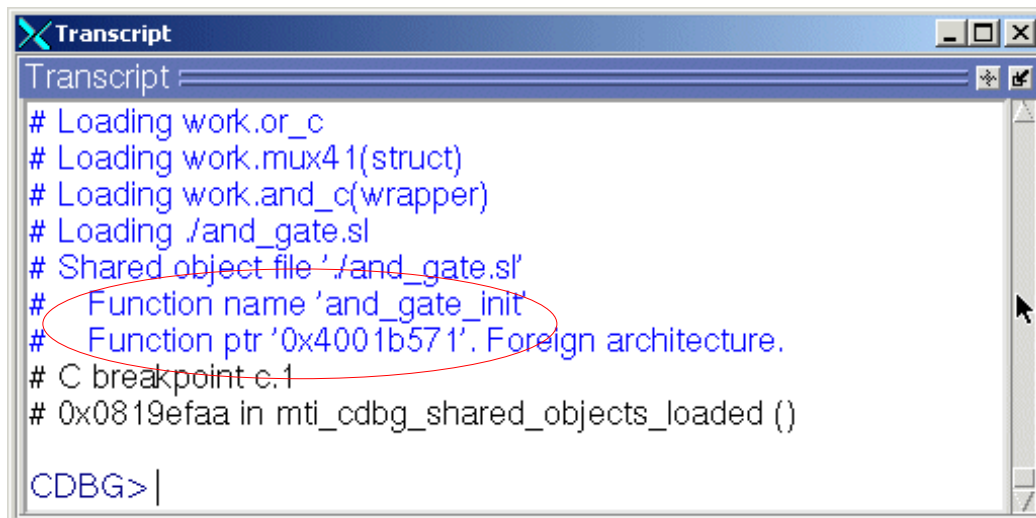 Transcript
Transcript
# Loading work.or_c
# Loading work.mux41(struct)
# Loading work.and_c(wrapper)
# Loading ./and_gate.sl
# Shared object file './and_gate.sl'
#    Function name 'and_gate_init'
#    Function ptr '0x4001b571'. Foreign architecture.
# C breakpoint c.1
# 0x0819efaa in mti_cdbg_shared_objects_loaded ()
CDBG>